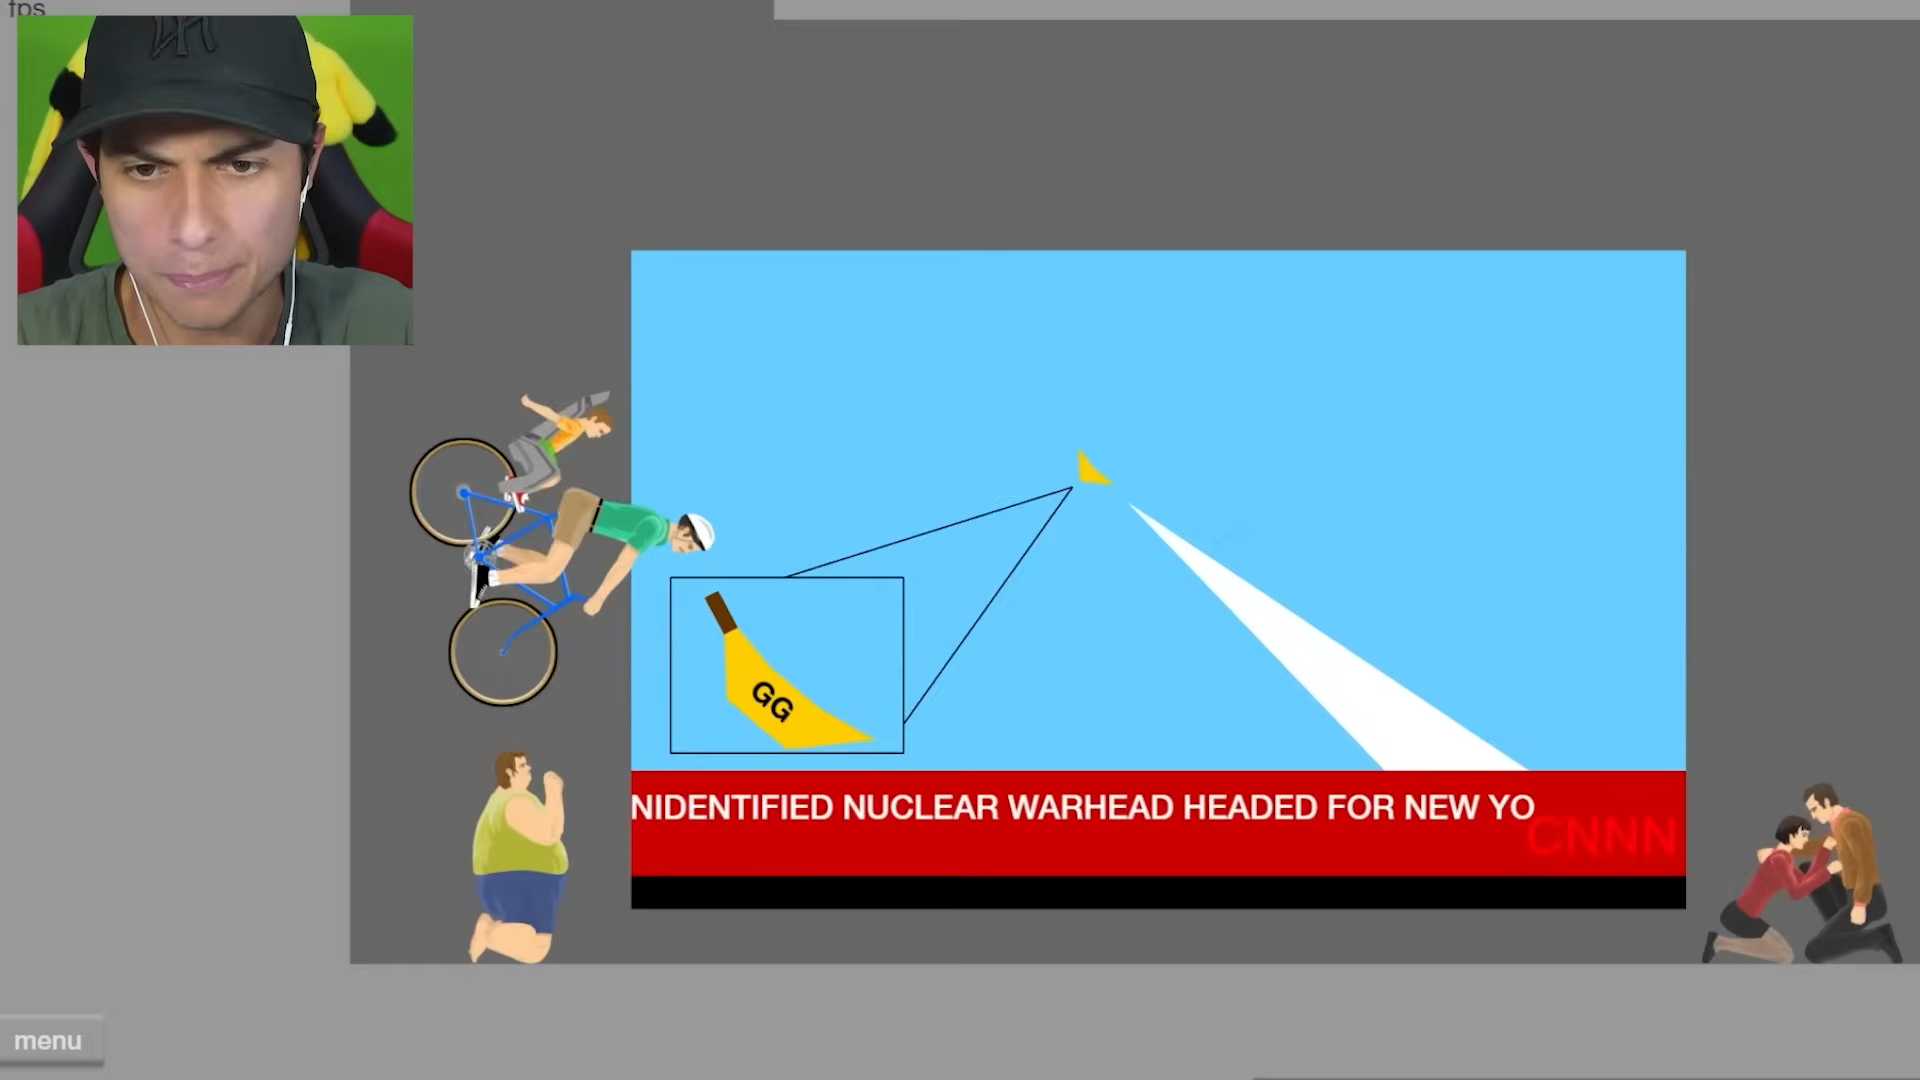 fps
GG
NIDENTIFIED NUCLEAR WARHEAD HEADED FOR NEW YO
CNNN
menu